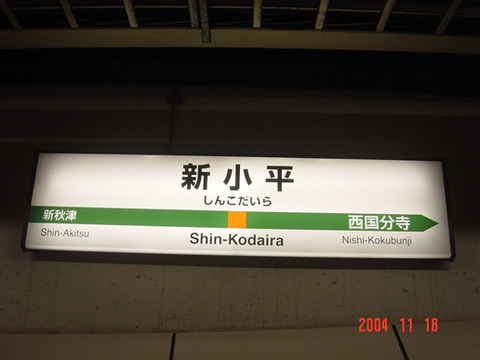 新小平
しんこだいら
新秋津
西国分寺
Shin-Akitsu
Shin-Kodaira
Nishi-Kokubunji
2004 11 18